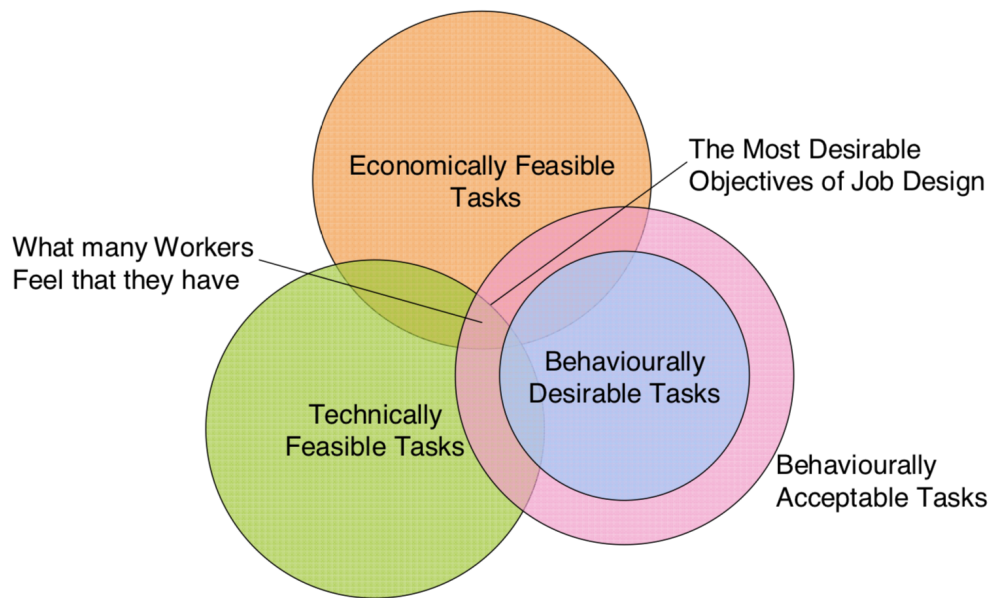 Economically Feasible
Tasks
The Most Desirable
Objectives of Job Design
What many Workers
Feel that they have
Behaviourally
Desirable Tasks
Technically
Feasible Tasks
Behaviourally
Acceptable Tasks